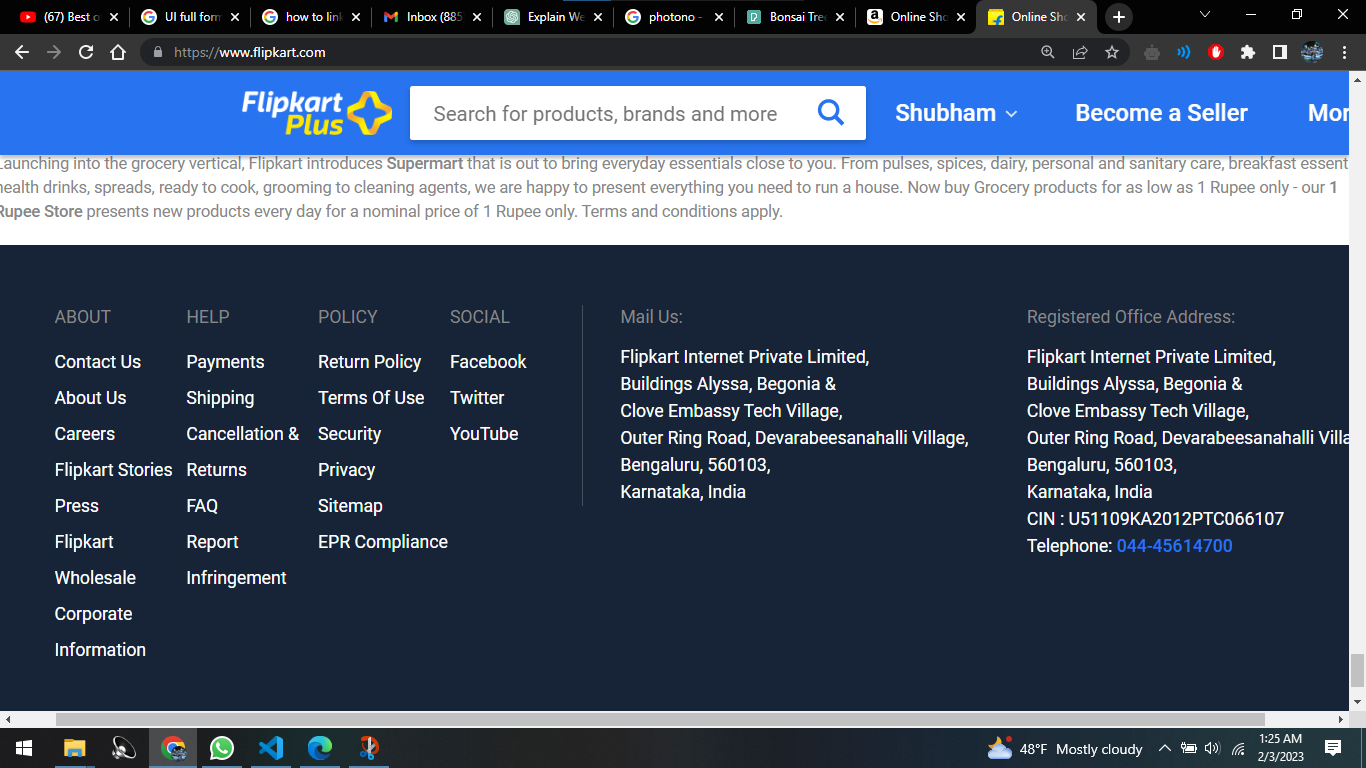 (67) Best o
UI full form
how to link
Inbox (885
Explain We
photono -
Bonsai Tree
Online Sho
Online Sho
https://www.flipkart.com
Flipkart
Plus
Search for products, brands and more
Shubham
Become a Seller
Mor
Launching into the grocery vertical, Flipkart introduces Supermart that is out to bring everyday essentials close to you. From pulses, spices, dairy, personal and sanitary care, breakfast essent
health drinks, spreads, ready to cook, grooming to cleaning agents, we are happy to present everything you need to run a house. Now buy Grocery products for as low as 1 Rupee only - our 1
Rupee Store presents new products every day for a nominal price of 1 Rupee only. Terms and conditions apply.
ABOUT
Contact Us
About Us
Careers
Flipkart Stories
Press
Flipkart
Wholesale
Corporate
Information
HELP
Payments
Shipping
Cancellation &
Returns
FAQ
Report
Infringement
POLICY
Return Policy
Terms Of Use
Security
Privacy
Sitemap
EPR Compliance
SOCIAL
Facebook
Twitter
YouTube
Mail Us:
Flipkart Internet Private Limited,
Buildings Alyssa, Begonia &
Clove Embassy Tech Village,
Outer Ring Road, Devarabeesanahalli Village,
Bengaluru, 560103,
Karnataka, India
Registered Office Address:
Flipkart Internet Private Limited,
Buildings Alyssa, Begonia &
Clove Embassy Tech Village,
Outer Ring Road, Devarabeesanahalli Villa
Bengaluru, 560103,
Karnataka, India
CIN : U51109KA2012PTC066107
Telephone: 044-45614700
48°F Mostly cloudy
1:25 AM
2/3/2023